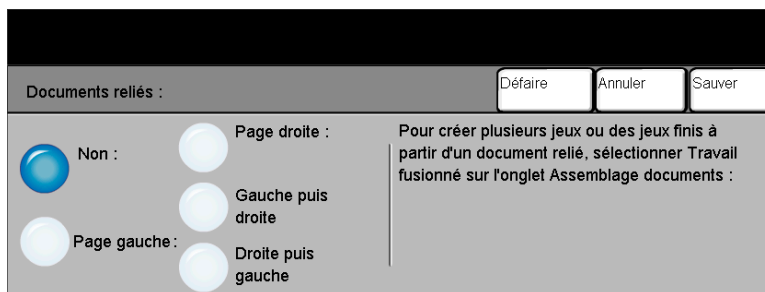 Documents reliés :
Défaire
Annuler
Sauver
Non :
Page gauche :
Page droite :
Gauche puis
droite
Droite puis
gauche
Pour créer plusieurs jeux ou des jeux finis à
partir d'un document relié, sélectionner Travail
fusionné sur l'onglet Assemblage documents :